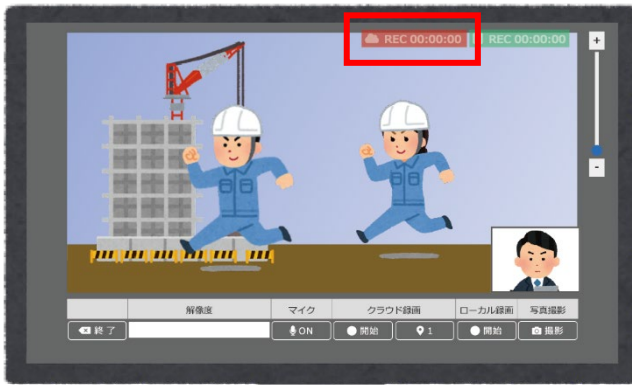 REC 00:00:00 REC 00:00:00
+
-
解像度 マイク クラウド録画 ローカル録画 写真撮影
終了 ON 開始 1 開始 撮影